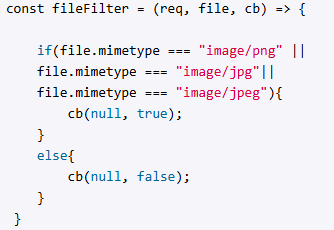 const fileFilter = (req, file, cb) => {
if(file.mimetype === "image/png" ||
file.mimetype === "image/jpg"||
file.mimetype === "image/jpeg"){
cb(null, true);
}
else{
cb(null, false);
}
}